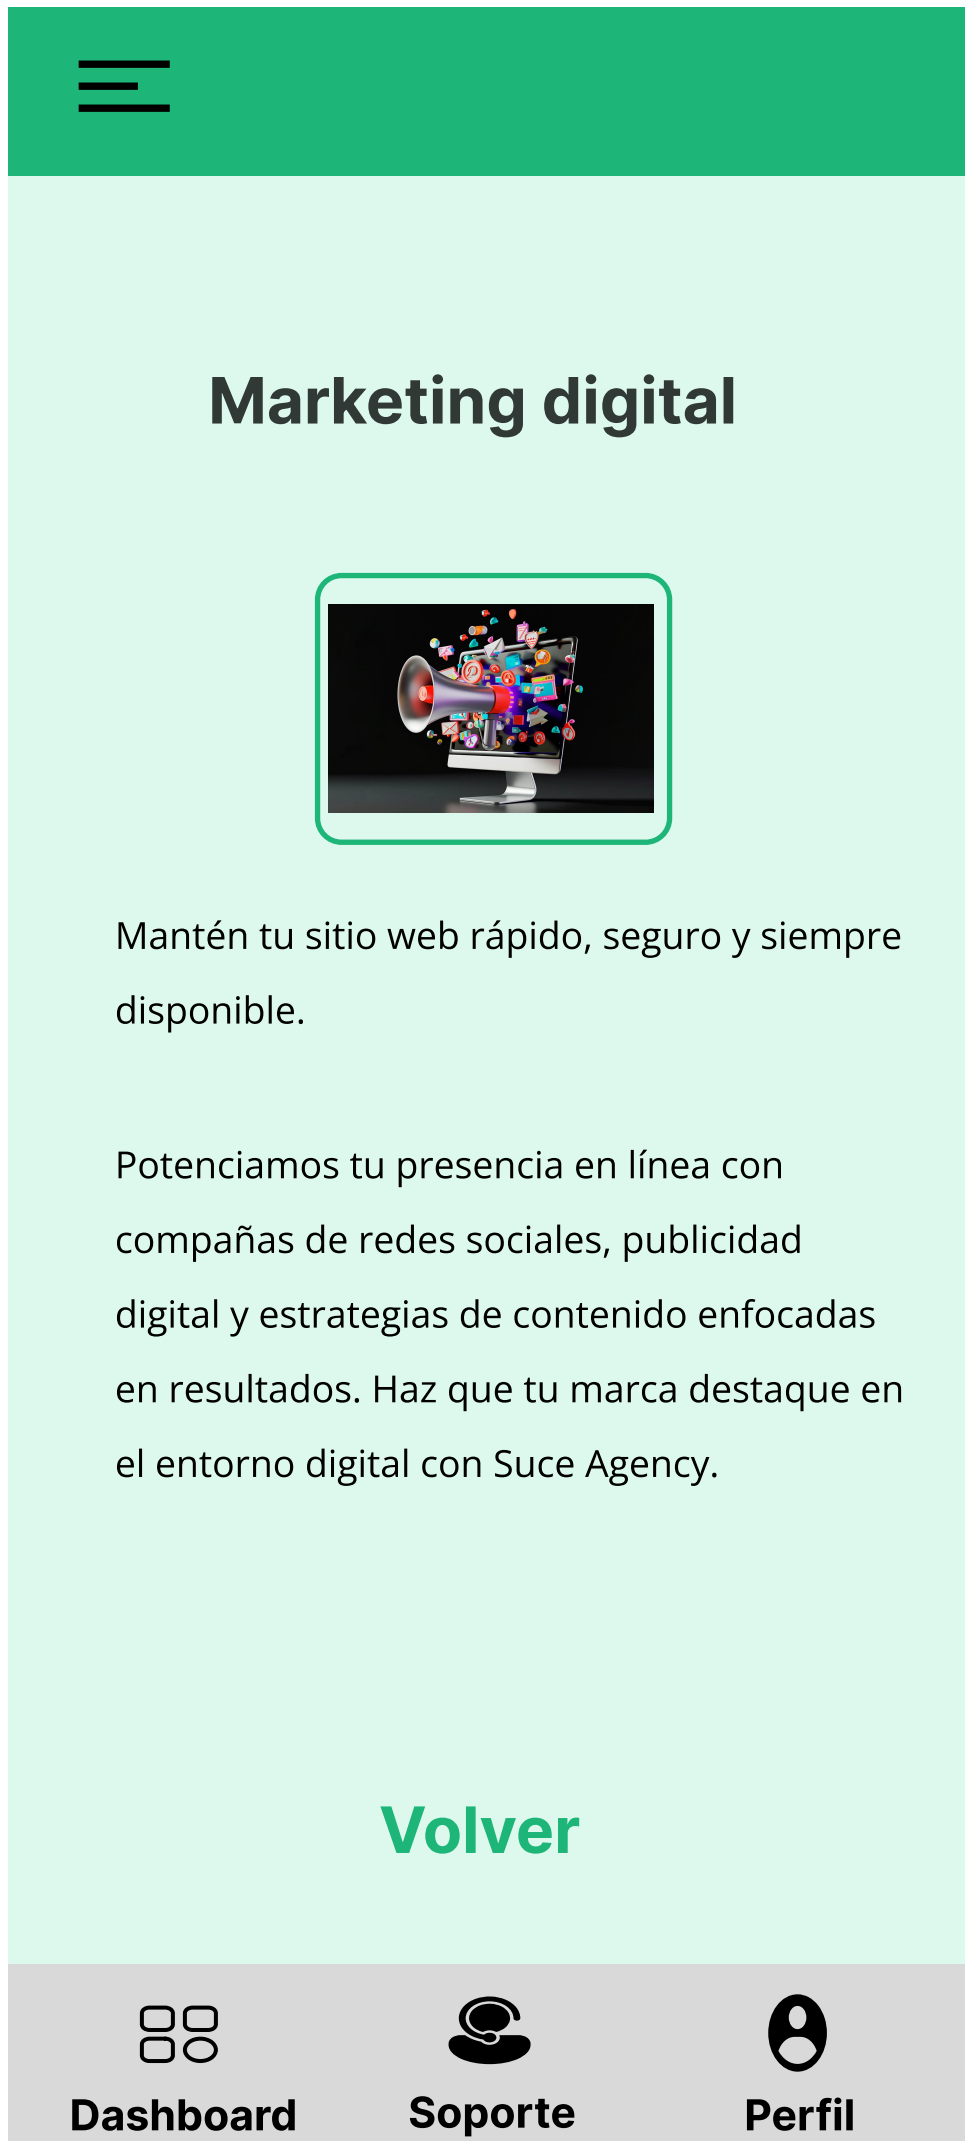 Marketing digital
Mantén tu sitio web rápido, seguro y siempre
disponible.
Potenciamos tu presencia en línea con
compañas de redes sociales, publicidad
digital y estrategias de contenido enfocadas
en resultados. Haz que tu marca destaque en
el entorno digital con Suce Agency.
Volver
Dashboard
Soporte
Perfil